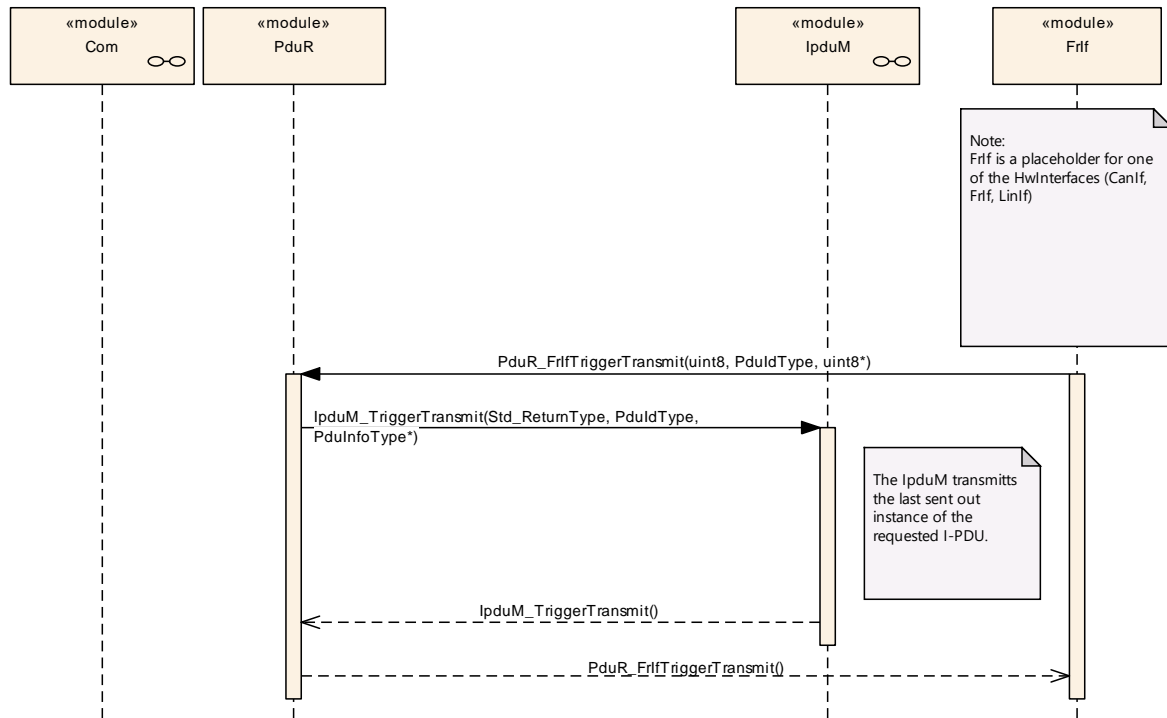 «module»
Com
«module»
PduR
«module»
IpduM
«module»
FrIf
Note:
FrIf is a placeholder for one
of the HwInterfaces (CanIf,
FrIf, LinIf)
PduR_FrIfTriggerTransmit(uint8, PduIdType, uint8*)
IpduM_TriggerTransmit(Std_ReturnType, PduIdType,
PduInfoType*)
The IpduM transmitts
the last sent out
instance of the
requested I-PDU.
IpduM_TriggerTransmit()
PduR_FrIfTriggerTransmit()